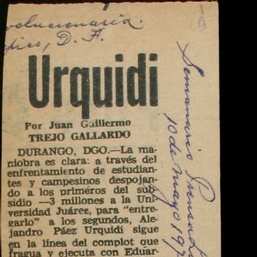 D. F.
Urquidi
Por Juan Guillermo
TREJO GALLARDO
DURANGO, DGO.—La ma-
niobra es clara: a través del
enfrentamiento de estudian-
tes y campesinos despojan-
do a los primeros del sub-
sidio —3 millones a la Uni-
versidad Juárez, para "entre-
garlo" a los segundos, Ale-
jandro Páez Urquidi sigue
en la línea del complot que
fragua y ejecuta con Eduar-
Semanario
10 de mayo